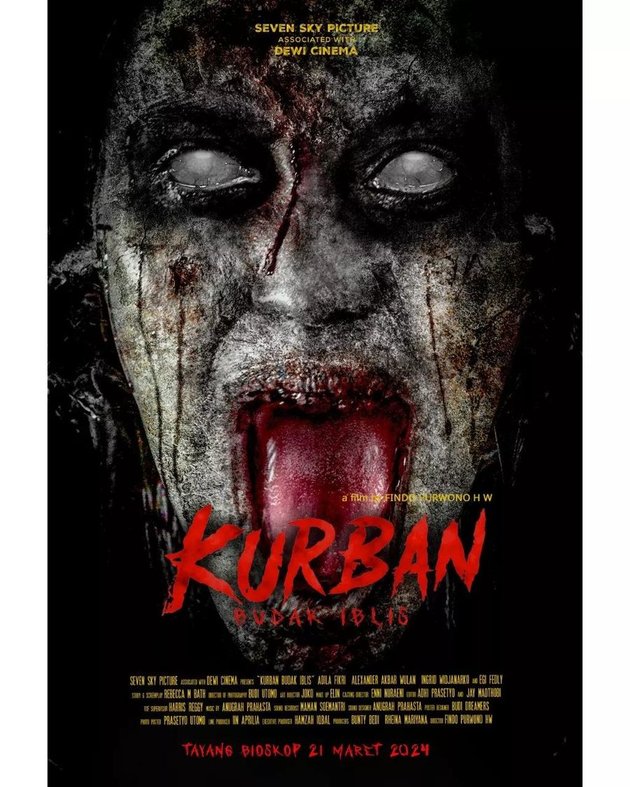 SEVEN SKY PICTURE
ASSOCIATED WITH
DEWI CINEMA
a film by FINDO PURWONO H W
KURBAN
BUDAK IBLIS
SEVEN SKY PICTURE ASSOCIATED WITH DEWI CINEMA PRESENTS "KURBAN BUDAK IBLIS" ADILA FIKRI ALEXANDER AKBAR WULAN INGRID WIDJANARKO AND EGI FEDLY
STORY & SCREENPLAY REBECCA M BATH DIRECTOR OF PHOTOGRAPHY BUDI UTOMO ART DIRECTOR JOKO MAKE UP ELIN CASTING DIRECTOR ENNI NURAENI EDITOR ADHI PRASETYO AND JAY MADTHOBI
VSF SUPERVISOR HARRIS REGGY MUSIC BY ANUGRAH PRAHASTA SOUND RECORDIST MAMAN SOEMANTRI SOUND DESIGNER ANUGRAH PRAHASTA POSTER DESIGNER BUDI DREAMERS
PHOTO POSTER PRASETYO UTOMO LINE PRODUCER IIN APRILIA EXECUTIVE PRODUCER HAMZAH IQBAL PRODUCERS BUNTY BEDI RHEINA MARIYANA DIRECTOR FINDO PURWONO HW
TAYANG BIOSKOP 21 MARET 2024